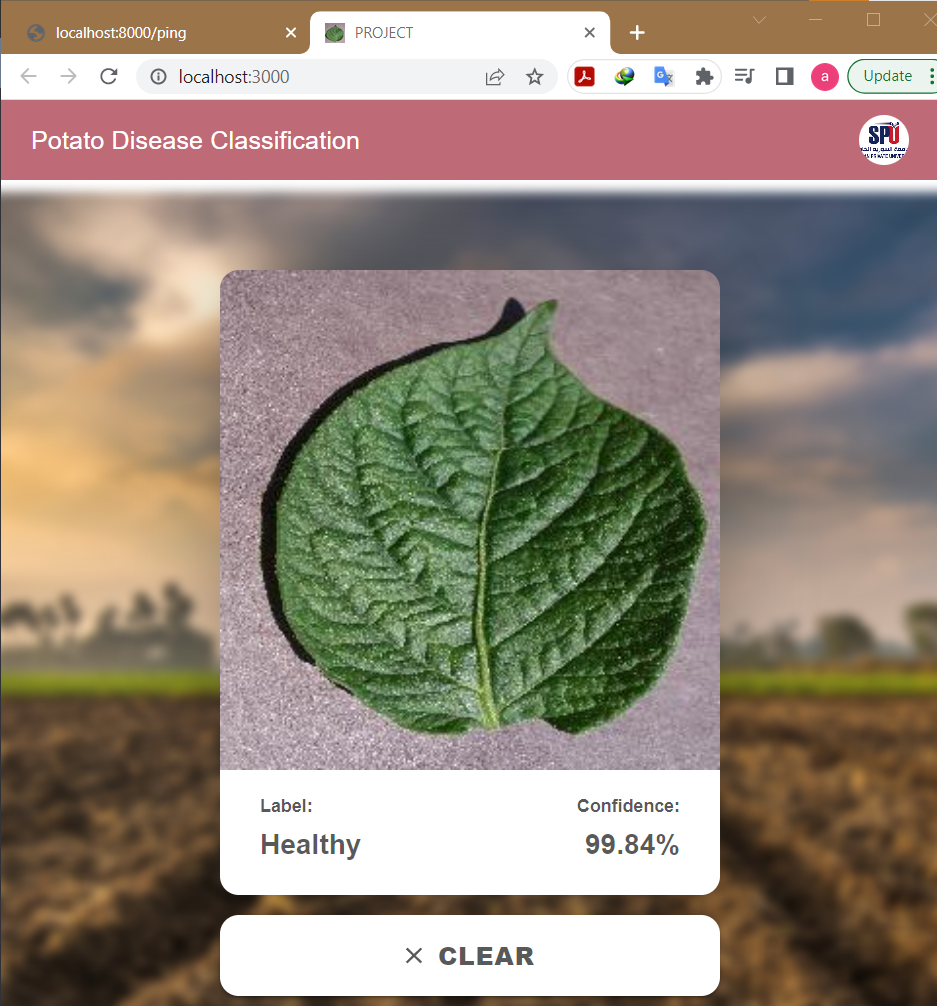 localhost:8000/ping
PROJECT
localhost:3000
a
Update
Potato Disease Classification
SPU
Label:
Confidence:
Healthy
99.84%
CLEAR